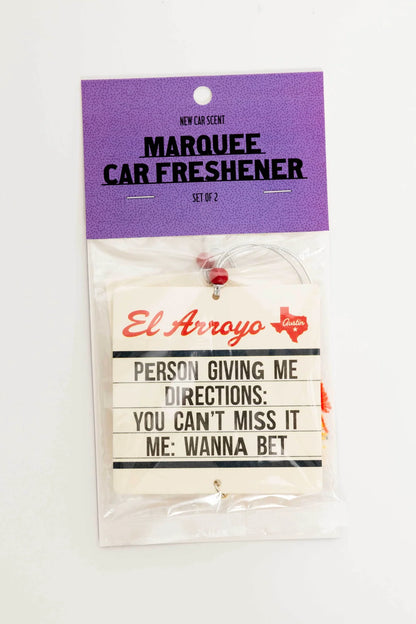 NEW CAR SCENT
MARQUEE
CAR FRESHENER
SET OF 2
El Arroyo
Austin
PERSON GIVING ME
DIRECTIONS:
YOU CAN'T MISS IT
ME: WANNA BET